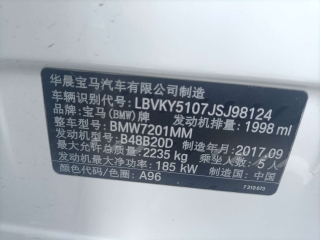 华晨宝马汽车有限公司制造
车辆识别代号: LBVKY5107JSJ98124
品牌: 宝马(BMW)牌 发动机排量: 1998 ml
整车型号: BMW7201MM
发动机型号: B48B20D 制造年月: 2017.09
最大允许总质量: 2235 kg 乘坐人数: 5人
发动机最大净功率: 185 kW 制造国: 中国
颜色代码/色圈: A96
7 210 573